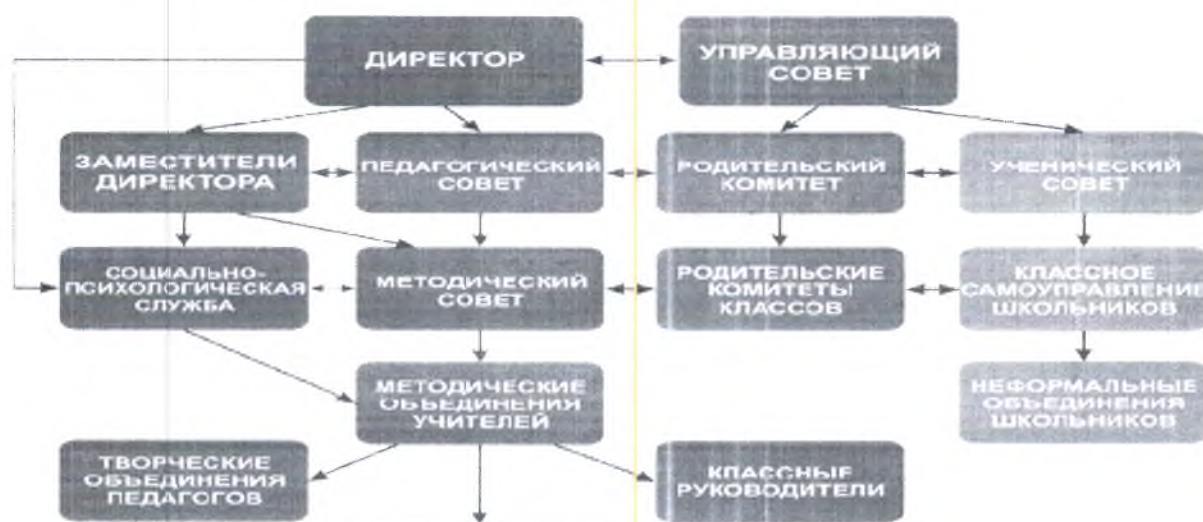 ДИРЕКТОР
УПРАВЛЯЮЩИЙ
СОВЕТ
ЗАМЕСТИТЕЛИ
ДИРЕКТОРА
ПЕДАГОГИЧЕСКИЙ
СОВЕТ
РОДИТЕЛЬСКИЙ
КОМИТЕТ
УЧЕНИЧЕСКИЙ
СОВЕТ
СОЦИАЛЬНО-
ПСИХОЛОГИЧЕСКАЯ
СЛУЖБА
МЕТОДИЧЕСКИЙ
СОВЕТ
РОДИТЕЛЬСКИЕ
КОМИТЕТЫ
КЛАССОВ
КЛАССНОЕ
САМОУПРАВЛЕНИЕ
ШКОЛЬНИКОВ
МЕТОДИЧЕСКИЕ
ОБЪЕДИНЕНИЯ
УЧИТЕЛЕЙ
НЕФОРМАЛЬНЫЕ
ОБЪЕДИНЕНИЯ
ШКОЛЬНИКОВ
ТВОРЧЕСКИЕ
ОБЪЕДИНЕНИЯ
ПЕДАГОГОВ
КЛАССНЫЕ
РУКОВОДИТЕЛИ